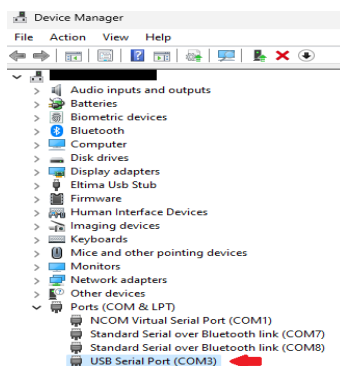 Device Manager
File Action View Help
Audio inputs and outputs
Batteries
Biometric devices
Bluetooth
Computer
Disk drives
Display adapters
Eltima Usb Stub
Firmware
Human Interface Devices
Imaging devices
Keyboards
Mice and other pointing devices
Monitors
Network adapters
Other devices
Ports (COM & LPT)
NCOM Virtual Serial Port (COM1)
Standard Serial over Bluetooth link (COM7)
Standard Serial over Bluetooth link (COM8)
USB Serial Port (COM3)